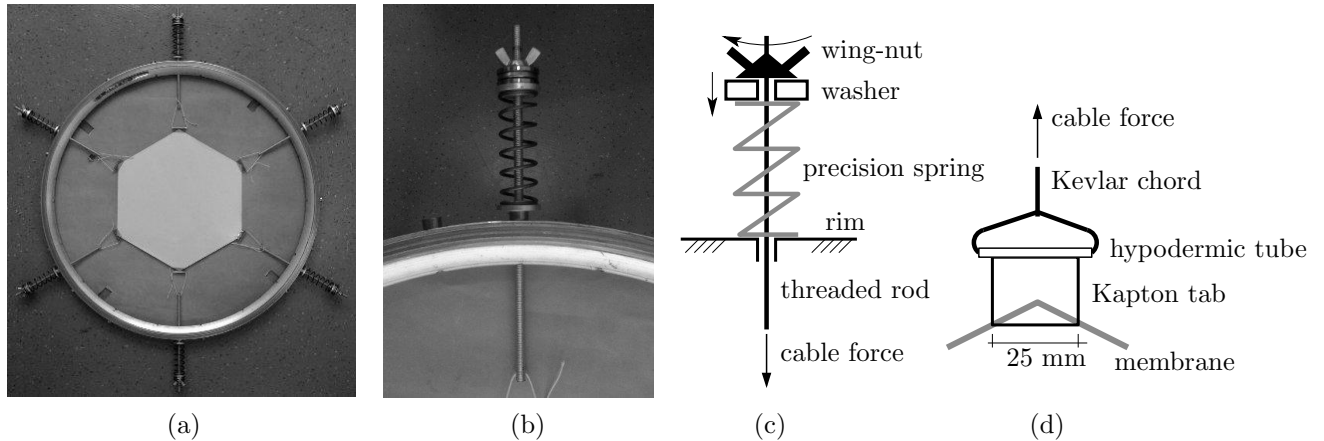 wing-nut
washer
precision spring
rim
threaded rod
cable force
cable force
Kevlar chord
hypodermic tube
Kapton tab
25 mm
membrane
(a)
(b)
(c)
(d)